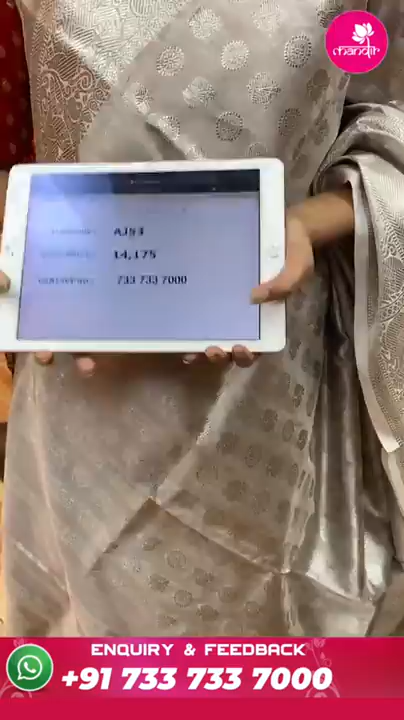 mandir
AJ53
14,175
733 733 7000
ENQUIRY & FEEDBACK
+91 733 733 7000